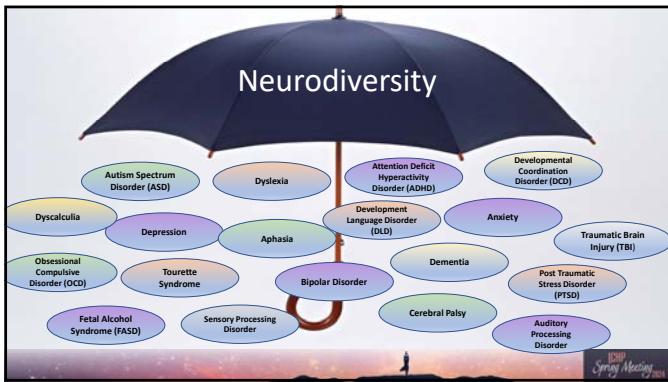 Neurodiversity
Autism Spectrum
Disorder (ASD)
Dyslexia
Attention Deficit
Hyperactivity
Disorder (ADHD)
Developmental
Coordination
Disorder (DCD)
Dyscalculia
Depression
Aphasia
Development
Language Disorder
(DLD)
Anxiety
Traumatic Brain
Injury (TBI)
Obsessional
Compulsive
Disorder (OCD)
Tourette
Syndrome
Bipolar Disorder
Dementia
Post Traumatic
Stress Disorder
(PTSD)
Fetal Alcohol
Syndrome (FASD)
Sensory Processing
Disorder
Cerebral Palsy
Auditory
Processing
Disorder
ICHP
Spring Meeting
2024